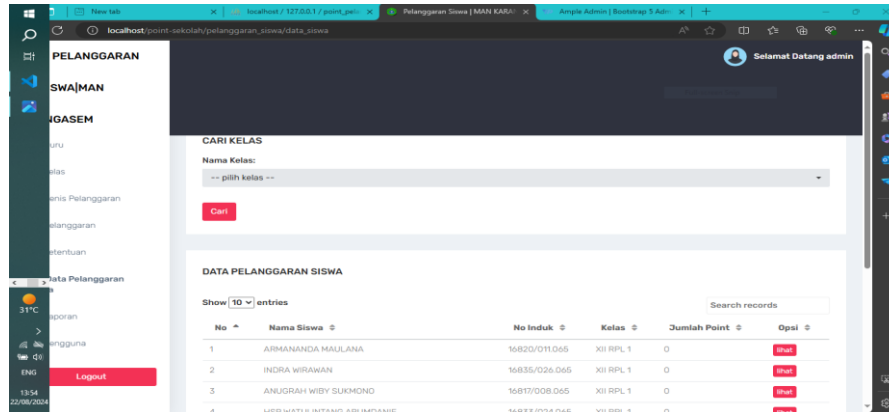 New tab
localhost / 127.0.0.1 / point_pela
Pelanggaran Siswa | MAN KARAN
Ample Admin | Bootstrap 5 Adm
localhost/point-sekolah/pelanggaran_siswa/data_siswa
PELANGGARAN
SWA|MAN
NGASEM
Selamat Datang admin
uru
elas
enis Pelanggaran
elanggaran
etentuan
ata Pelanggaran
aporan
engguna
Logout
CARI KELAS
Nama Kelas:
-- pilih kelas --
Cari
DATA PELANGGARAN SISWA
Show 10 entries
Search records
No Nama Siswa No Induk Kelas Jumlah Point Opsi
1 ARMANANDA MAULANA 16820/011.065 XII RPL 1 0 lihat
2 INDRA WIRAWAN 16835/026.065 XII RPL 1 0 lihat
3 ANUGRAH WIBY SUKMONO 16817/008.065 XII RPL 1 0 lihat
31°C
ENG
13:54
22/08/2024